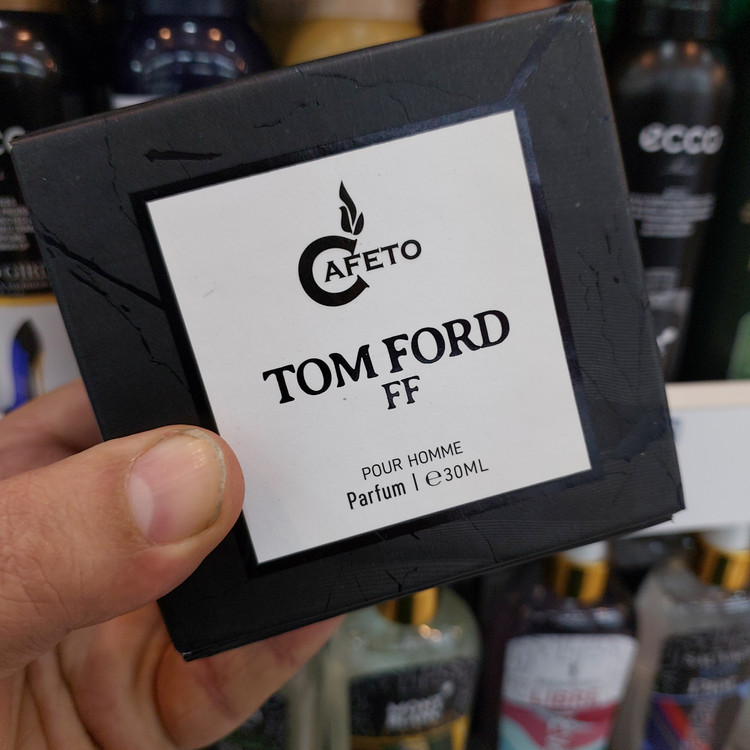 CAFETO
TOM FORD
FF
POUR HOMME
Parfum | ℮30ML
ecco